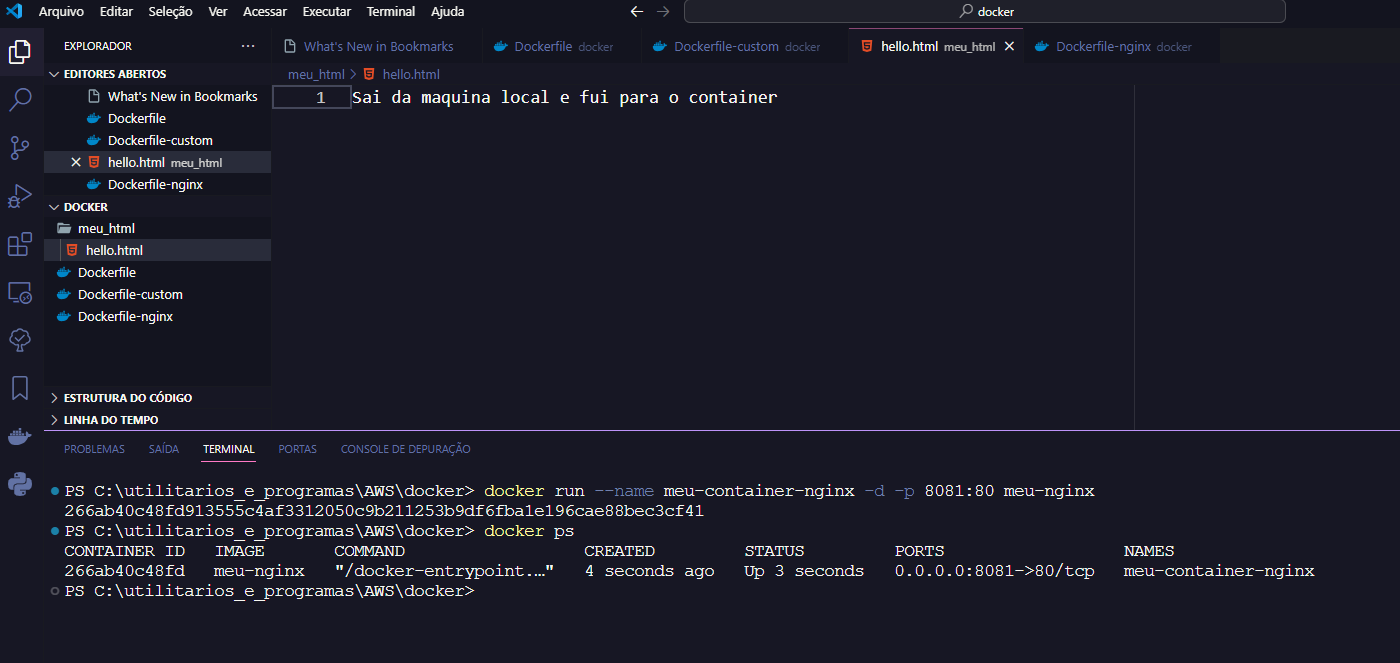 Arquivo Editar Seleção Ver Acessar Executar Terminal Ajuda
docker
EXPLORADOR
What's New in Bookmarks
Dockerfile docker
Dockerfile-custom docker
hello.html meu_html
Dockerfile-nginx docker
EDITORES ABERTOS
What's New in Bookmarks
Dockerfile
Dockerfile-custom
hello.html meu_html
Dockerfile-nginx
DOCKER
meu_html
hello.html
Dockerfile
Dockerfile-custom
Dockerfile-nginx
ESTRUTURA DO CÓDIGO
LINHA DO TEMPO
meu_html > hello.html
1 Sai da maquina local e fui para o container
PROBLEMAS SAÍDA TERMINAL PORTAS CONSOLE DE DEPURAÇÃO
PS C:\utilitarios_e_programas\AWS\docker> docker run --name meu-container-nginx -d -p 8081:80 meu-nginx
266ab40c48fd913555c4af3312050c9b211253b9df6fba1e196cae88bec3cf41
PS C:\utilitarios_e_programas\AWS\docker> docker ps
CONTAINER ID IMAGE COMMAND CREATED STATUS PORTS NAMES
266ab40c48fd meu-nginx "/docker-entrypoint.…" 4 seconds ago Up 3 seconds 0.0.0.0:8081->80/tcp meu-container-nginx
PS C:\utilitarios_e_programas\AWS\docker>